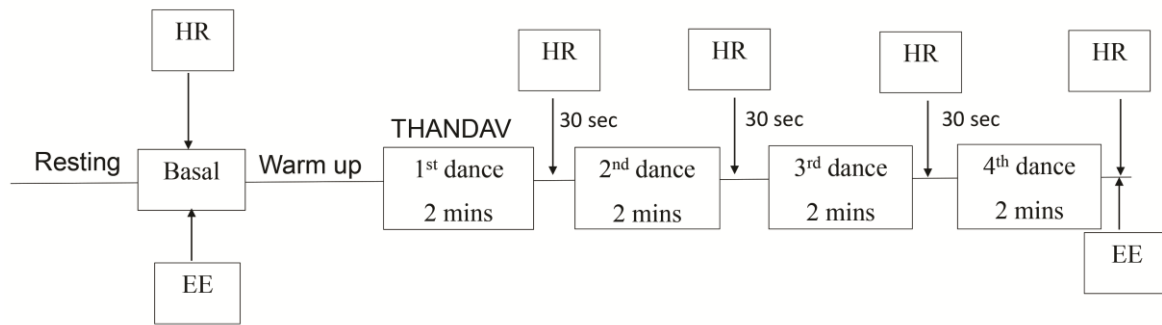 HR
HR
HR
HR
HR
30 sec
30 sec
30 sec
THANDAV
Resting
Basal
Warm up
1st dance
2 mins
2nd dance
2 mins
3rd dance
2 mins
4th dance
2 mins
EE
EE